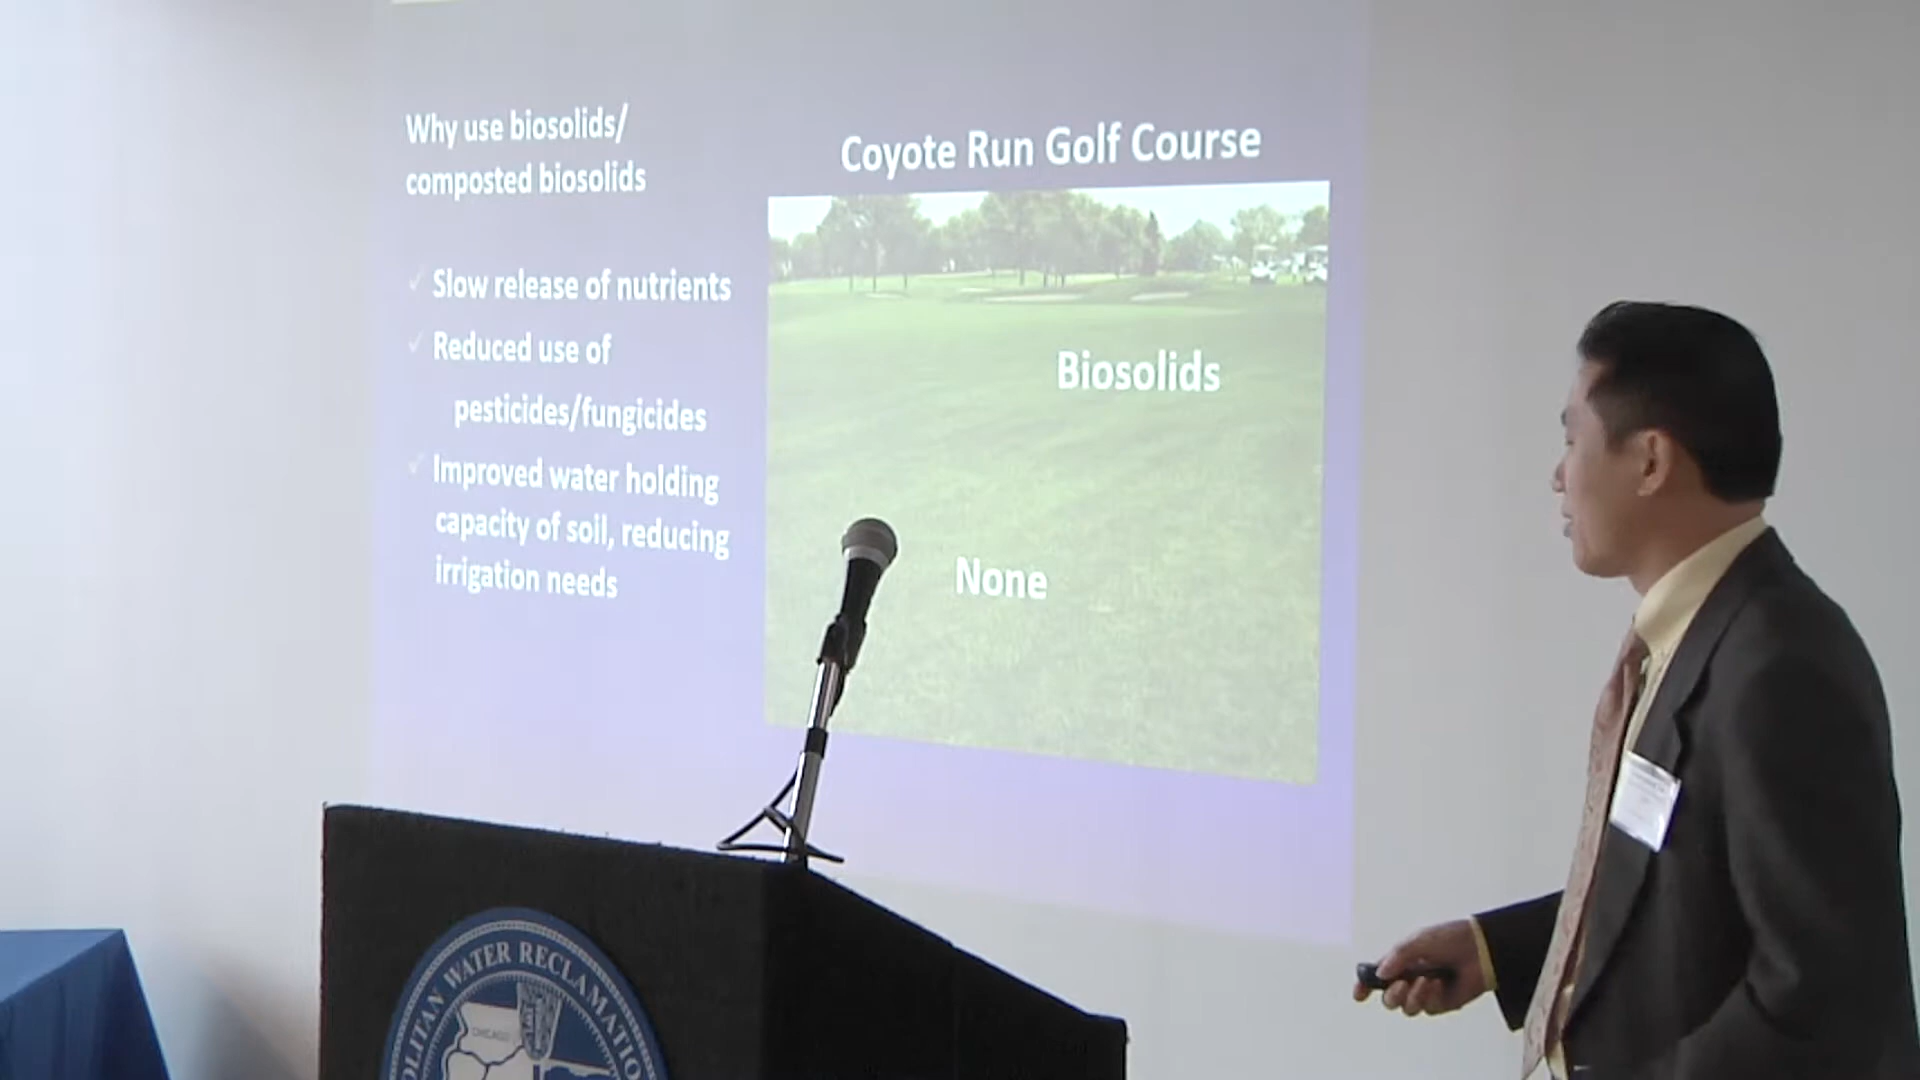 Why use biosolids/
composted biosolids
Slow release of nutrients
Reduced use of
pesticides/fungicides
Improved water holding
capacity of soil, reducing
irrigation needs
Coyote Run Golf Course
Biosolids
None
WATER RECLAMATIO
CHICAGO